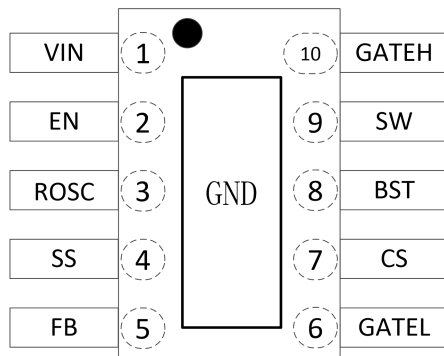 VIN 1 10 GATEH
EN 2 9 SW
ROSC 3 GND 8 BST
SS 4 7 CS
FB 5 6 GATEL